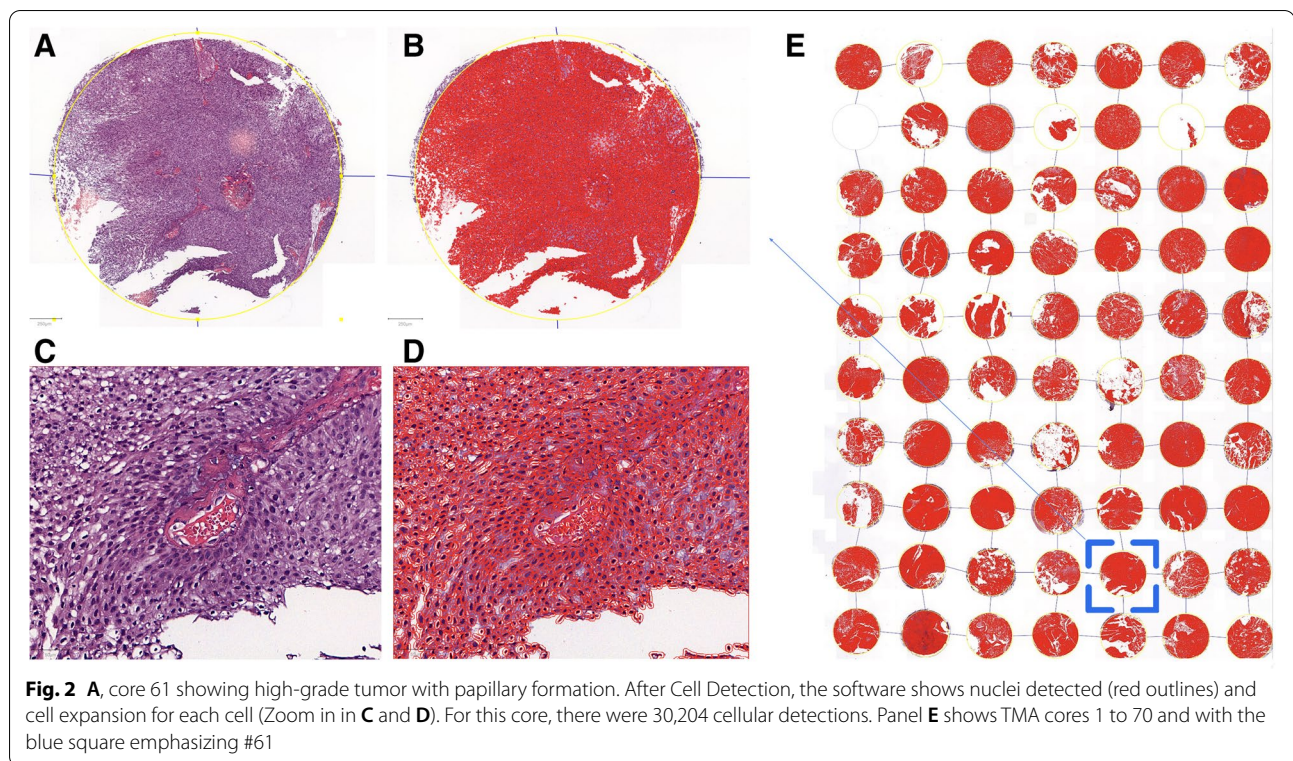 A
B
E
C
D
Fig. 2 A, core 61 showing high-grade tumor with papillary formation. After Cell Detection, the software shows nuclei detected (red outlines) and
cell expansion for each cell (Zoom in in C and D). For this core, there were 30,204 cellular detections. Panel E shows TMA cores 1 to 70 and with the
blue square emphasizing #61